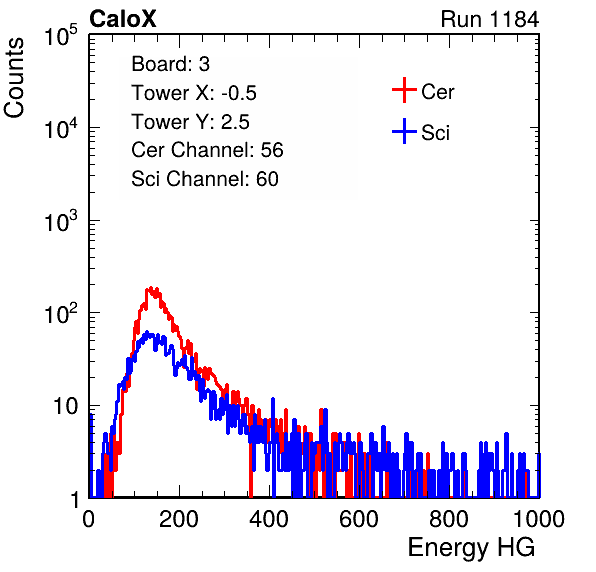 CaloX Run 1184
Counts
10^5
10^4
10^3
10^2
10
1
Board: 3
Tower X: -0.5
Tower Y: 2.5
Cer Channel: 56
Sci Channel: 60
Cer
Sci
0 200 400 600 800 1000
Energy HG